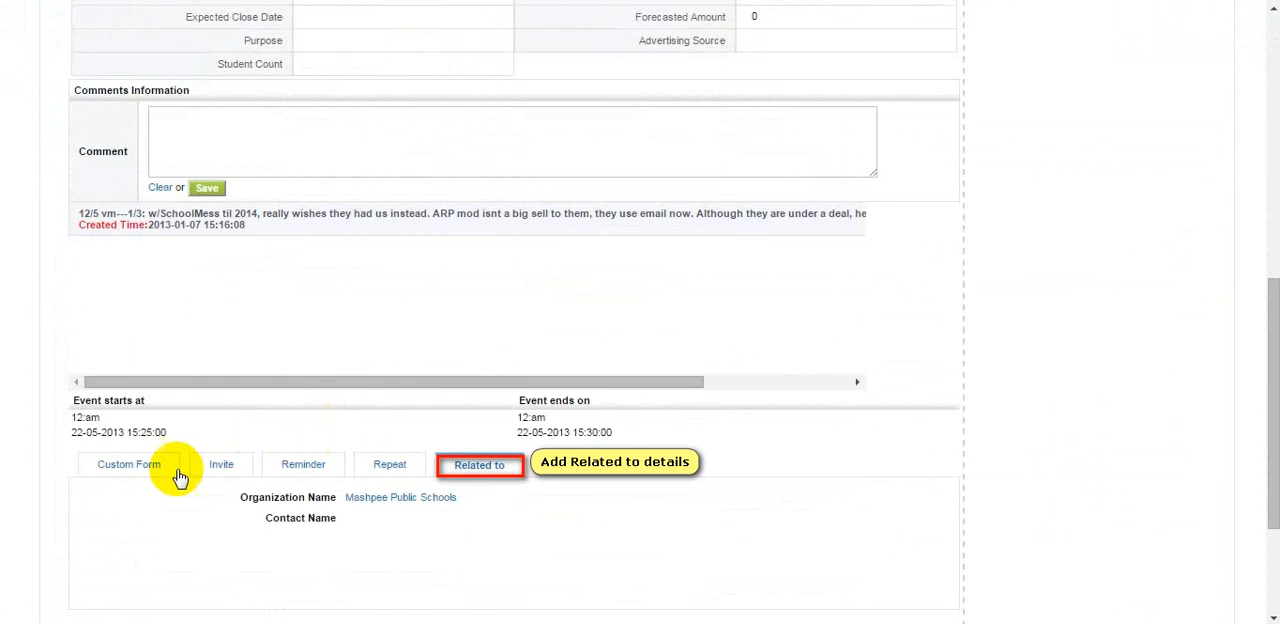 Expected Close Date
Forecasted Amount 0
Purpose
Advertising Source
Student Count
Comments Information
Comment
Clear or Save
12/5 vm---1/3: w/SchoolMess til 2014, really wishes they had us instead. ARP mod isnt a big sell to them, they use email now. Although they are under a deal, he
Created Time:2013-01-07 15:16:08
Event starts at
Event ends on
12:am
12:am
22-05-2013 15:25:00
22-05-2013 15:30:00
Custom Form Invite Reminder Repeat Related to Add Related to details
Organization Name Mashpee Public Schools
Contact Name